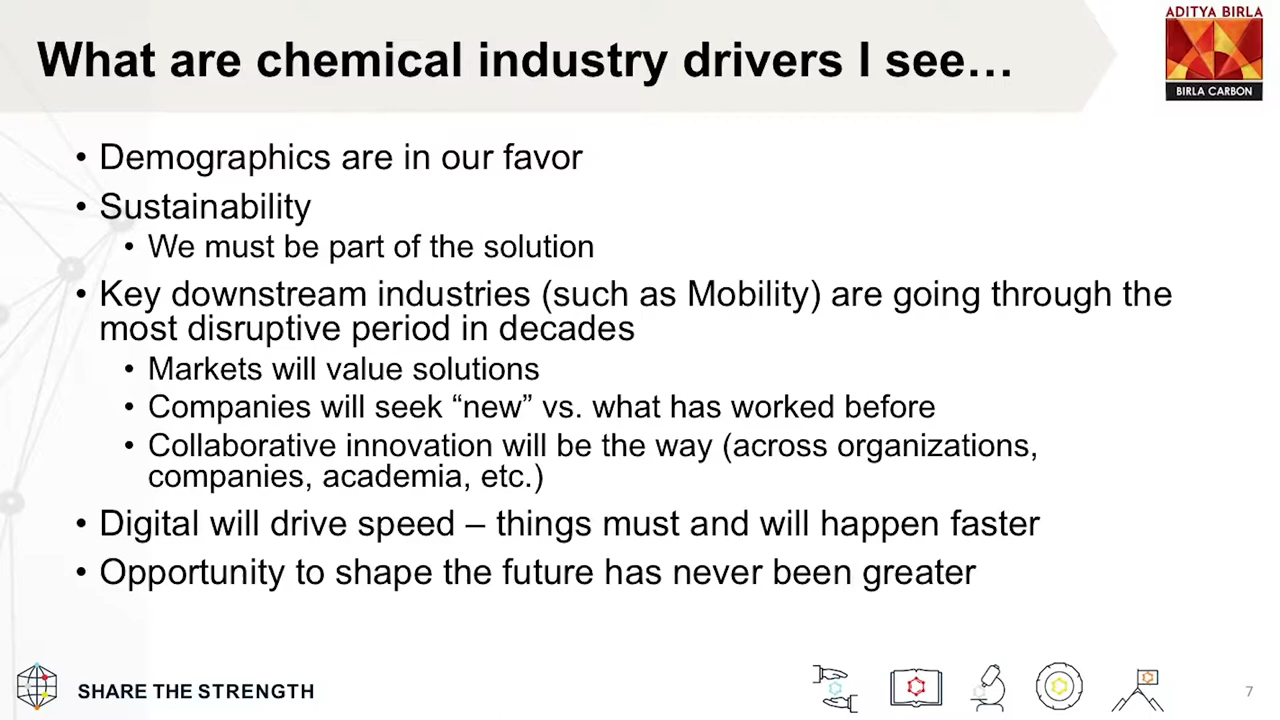 What are chemical industry drivers I see…
ADITYA BIRLA
BIRLA CARBON
• Demographics are in our favor
• Sustainability
• We must be part of the solution
• Key downstream industries (such as Mobility) are going through the
most disruptive period in decades
• Markets will value solutions
• Companies will seek “new” vs. what has worked before
• Collaborative innovation will be the way (across organizations,
companies, academia, etc.)
• Digital will drive speed – things must and will happen faster
• Opportunity to shape the future has never been greater
SHARE THE STRENGTH
7